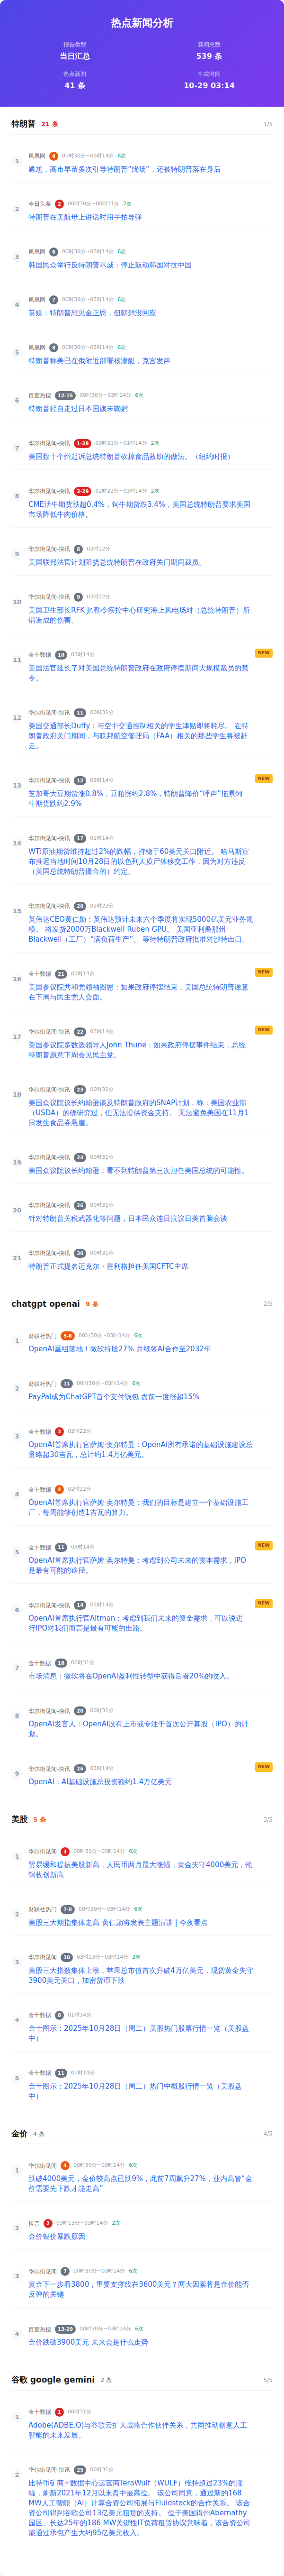 热点新闻分析
报告类型
当日汇总
新闻总数
539 条
热点新闻
41 条
生成时间
10-29 03:14
特朗普 21 条 1/5
1
凤凰网 4 00时30分~03时14分 6次
尴尬，高市早苗多次引导特朗普“绕场”，还被特朗普落在身后
2
今日头条 2 00时30分~00时31分 2次
特朗普在美航母上讲话时用手拍导弹
3
凤凰网 6 00时30分~03时14分 6次
韩国民众举行反特朗普示威：停止鼓动韩国对抗中国
4
凤凰网 7 00时30分~03时14分 6次
英媒：特朗普想见金正恩，但朝鲜没回应
5
凤凰网 8 00时30分~03时14分 6次
特朗普称美已在俄附近部署核潜艇，克宫发声
6
百度热搜 12-15 00时30分~03时14分 6次
特朗普径自走过日本国旗未鞠躬
7
华尔街见闻-快讯 1-28 00时31分~01时14分 2次
美国数十个州起诉总统特朗普砍掉食品救助的做法。（纽约时报）
8
华尔街见闻-快讯 3-29 02时22分~03时14分 2次
CME活牛期货跌超0.4%，饲牛期货跌3.4%，美国总统特朗普要求美国
市场降低牛肉价格。
9
华尔街见闻-快讯 8 02时22分
美国联邦法官计划阻挠总统特朗普在政府关门期间裁员。
10
华尔街见闻-快讯 9 02时22分
美国卫生部长RFK Jr.勒令疾控中心研究海上风电场对（总统特朗普）所
谓造成的伤害。
11
金十数据 10 03时14分 NEW
美国法官延长了对美国总统特朗普政府在政府停摆期间大规模裁员的禁
令。
12
华尔街见闻-快讯 11 00时31分
美国交通部长Duffy：与空中交通控制相关的学生津贴即将耗尽。 在特
朗普政府关门期间，与联邦航空管理局（FAA）相关的那些学生将被赶
走。
13
华尔街见闻-快讯 12 03时14分 NEW
芝加哥大豆期货涨0.8%，豆粕涨约2.8%，特朗普降价“呼声”拖累饲
牛期货跌约2.9%
14
华尔街见闻-快讯 17 01时14分
WTI原油期货维持超过2%的跌幅，持稳于60美元关口附近。 哈马斯宣
布推迟当地时间10月28日的以色列人质尸体移交工作，因为对方违反
（美国总统特朗普撮合的）约定。
15
华尔街见闻-快讯 20 02时22分
英伟达CEO黄仁勋：英伟达预计未来六个季度将实现5000亿美元业务规
模。 将发货2000万Blackwell Ruben GPU。 美国亚利桑那州
Blackwell（工厂）“满负荷生产”。 等待特朗普政府批准对沙特出口。
16
金十数据 21 03时14分 NEW
美国参议院共和党领袖图恩：如果政府停摆结束，美国总统特朗普愿意
在下周与民主党人会面。
17
华尔街见闻-快讯 22 03时14分 NEW
美国参议院多数派领导人John Thune：如果政府停摆事件结束，总统
特朗普愿意下周会见民主党。
18
华尔街见闻-快讯 23 00时31分
美国众议院议长约翰逊谈及特朗普政府的SNAP计划，称：美国农业部
（USDA）的确研究过，但无法提供资金支持。 无法避免美国在11月1
日发生食品券悬崖。
19
华尔街见闻-快讯 24 00时31分
美国众议院议长约翰逊：看不到特朗普第三次担任美国总统的可能性。
20
华尔街见闻-快讯 26 00时31分
针对特朗普关税武器化等问题，日本民众连日抗议日美首脑会谈
21
华尔街见闻-快讯 30 00时31分
特朗普正式提名迈克尔・塞利格担任美国CFTC主席
chatgpt openai 9 条 2/5
1
财联社热门 5-8 00时30分~03时14分 6次
OpenAI重组落地！微软持股27% 并续签AI合作至2032年
2
财联社热门 11 00时30分~03时14分 6次
PayPal成为ChatGPT首个支付钱包 盘前一度涨超15%
3
金十数据 3 02时22分
OpenAI首席执行官萨姆·奥尔特曼：OpenAI所有承诺的基础设施建设总
量略超30吉瓦，总计约1.4万亿美元。
4
金十数据 4 02时22分
OpenAI首席执行官萨姆·奥尔特曼：我们的目标是建立一个基础设施工
厂，每周能够创造1吉瓦的算力。
5
金十数据 11 03时14分 NEW
OpenAI首席执行官萨姆·奥尔特曼：考虑到公司未来的资本需求，IPO
是最有可能的途径。
6
华尔街见闻-快讯 14 03时14分 NEW
OpenAI首席执行官Altman：考虑到我们未来的资金需求，可以说进
行IPO对我们而言是最有可能的出路。
7
金十数据 18 00时31分
市场消息：微软将在OpenAI盈利性转型中获得后者20%的收入。
8
华尔街见闻-快讯 20 00时31分
OpenAI发言人：OpenAI没有上市或专注于首次公开募股（IPO）的计
划。
9
华尔街见闻-快讯 26 03时14分 NEW
OpenAI：AI基础设施总投资额约1.4万亿美元
美股 5 条 3/5
1
华尔街见闻 3 00时30分~03时14分 6次
贸易缓和提振美股新高，人民币两月最大涨幅，黄金失守4000美元，伦
铜收创新高
2
财联社热门 7-8 00时30分~03时14分 6次
美股三大期指集体走高 黄仁勋将发表主题演讲 | 今夜看点
3
华尔街见闻 10 03时13分~03时14分 2次
美股三大指数集体上涨，苹果总市值首次升破4万亿美元，现货黄金失守
3900美元关口，加密货币下跌
4
金十数据 8 01时14分
金十图示：2025年10月28日（周二）美股热门股票行情一览（美股盘
中）
5
金十数据 11 01时14分
金十图示：2025年10月28日（周二）热门中概股行情一览（美股盘
中）
金价 4 条 4/5
1
华尔街见闻 4 00时30分~03时14分 6次
跌破4000美元，金价较高点已跌9%，此前7周飙升27%，业内高管“金
价需要先下跌才能走高”
2
抖音 2 03时13分~03时14分 2次
金价银价暴跌原因
3
华尔街见闻 7 00时30分~03时14分 6次
黄金下一步看3800，重要支撑线在3600美元？两大因素将是金价能否
反弹的关键
4
百度热搜 13-29 00时30分~03时14分 6次
金价跌破3900美元 未来会是什么走势
谷歌 google gemini 2 条 5/5
1
金十数据 1 00时31分
Adobe(ADBE.O)与谷歌云扩大战略合作伙伴关系，共同推动创意人工
智能的未来发展。
2
华尔街见闻-快讯 25 00时31分
比特币矿商+数据中心运营商TeraWulf（WULF）维持超过23%的涨
幅，刷新2021年12月以来盘中最高位。 该公司同意，通过新的168
MW人工智能（AI）计算合资公司拓展与Fluidstack的合作关系。 该合
资公司得到谷歌公司13亿美元租赁的支持。 位于美国得州Abernathy
园区、长达25年的186 MW关键性IT负荷租赁协议意味着，该合资公司
能通过承包产生大约95亿美元收入。